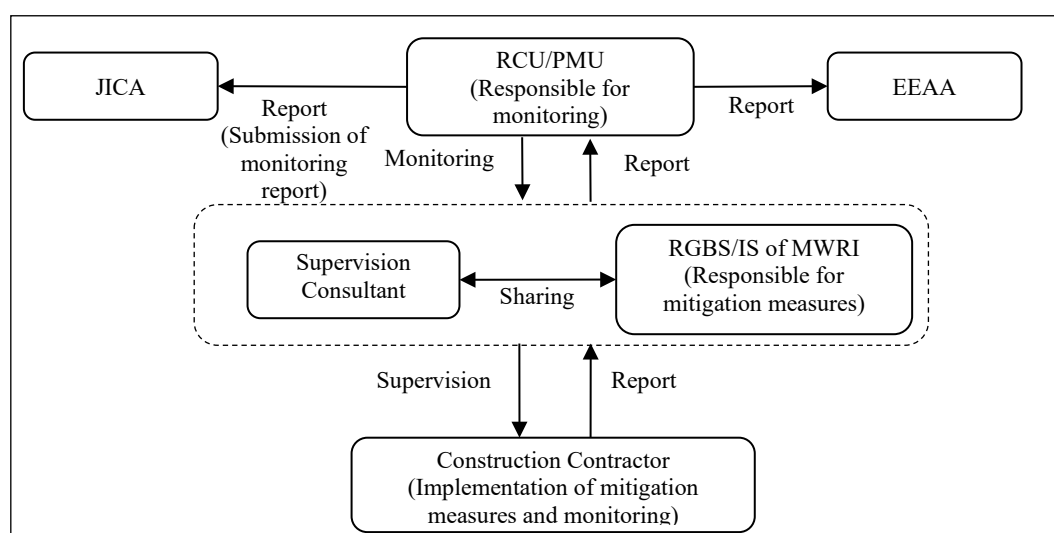 JICA
RCU/PMU
(Responsible for
monitoring)
EEAA
Report
(Submission of
monitoring
report)
Report
Monitoring
Report
Supervision
Consultant
Sharing
RGBS/IS of MWRI
(Responsible for
mitigation measures)
Supervision
Report
Construction Contractor
(Implementation of mitigation
measures and monitoring)